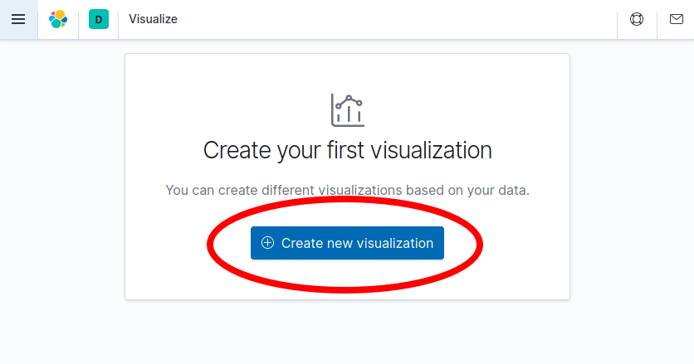 D Visualize
Create your first visualization
You can create different visualizations based on your data.
Create new visualization